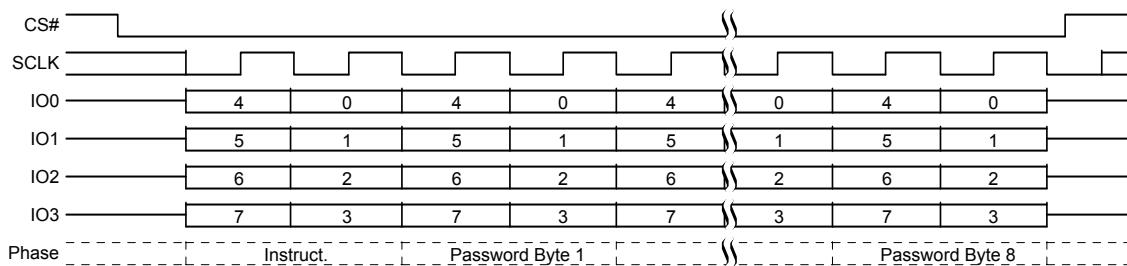 CS#
SCLK
IO0 4 0 4 0 4 0 4 0
IO1 5 1 5 1 5 1 5 1
IO2 6 2 6 2 6 2 6 2
IO3 7 3 7 3 7 3 7 3
Phase Instruct. Password Byte 1 Password Byte 8